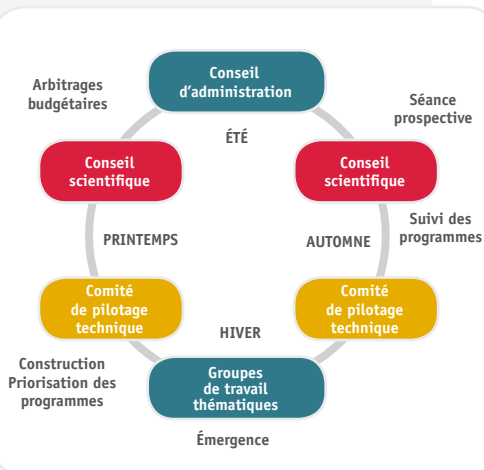 Conseil
d'administration
Arbitrages
budgétaires
Séance
prospective
ÉTÉ
Conseil
scientifique
Conseil
scientifique
Suivi des
programmes
PRINTEMPS
AUTOMNE
Comité
de pilotage
technique
Comité
de pilotage
technique
HIVER
Construction
Priorisation des
programmes
Groupes
de travail
thématiques
Émergence